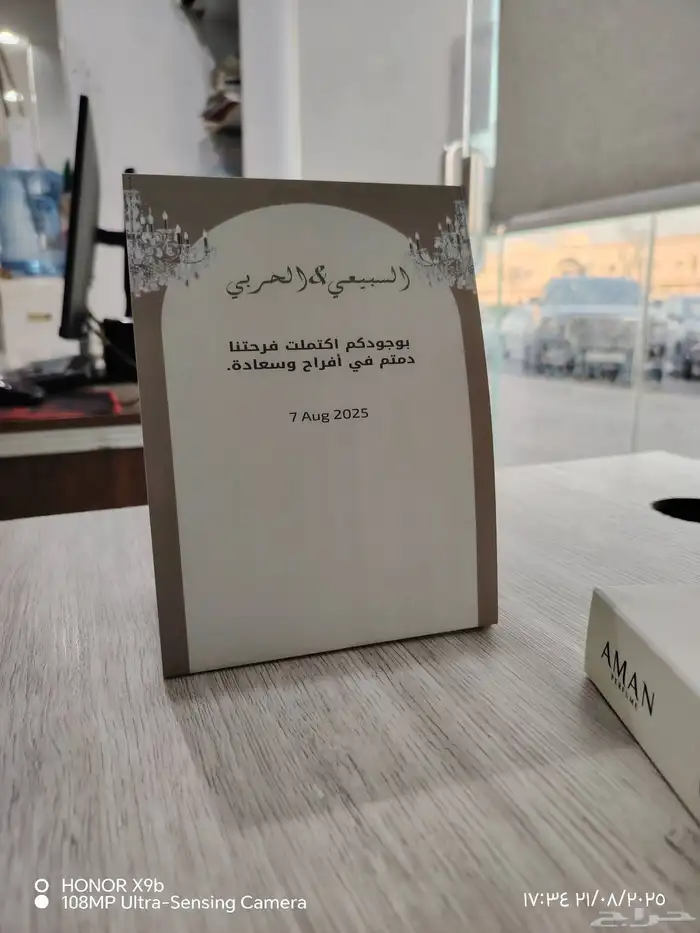 السبيعي & الحربي
بوجودكم اكتملت فرحتنا
دمتم في أفراح وسعادة.
7 Aug 2025
AMAN
PERFUME
HONOR X9b
108MP Ultra-Sensing Camera
٢٠٢٥/٠٨/٢١ ١٧:٣٤
حراج